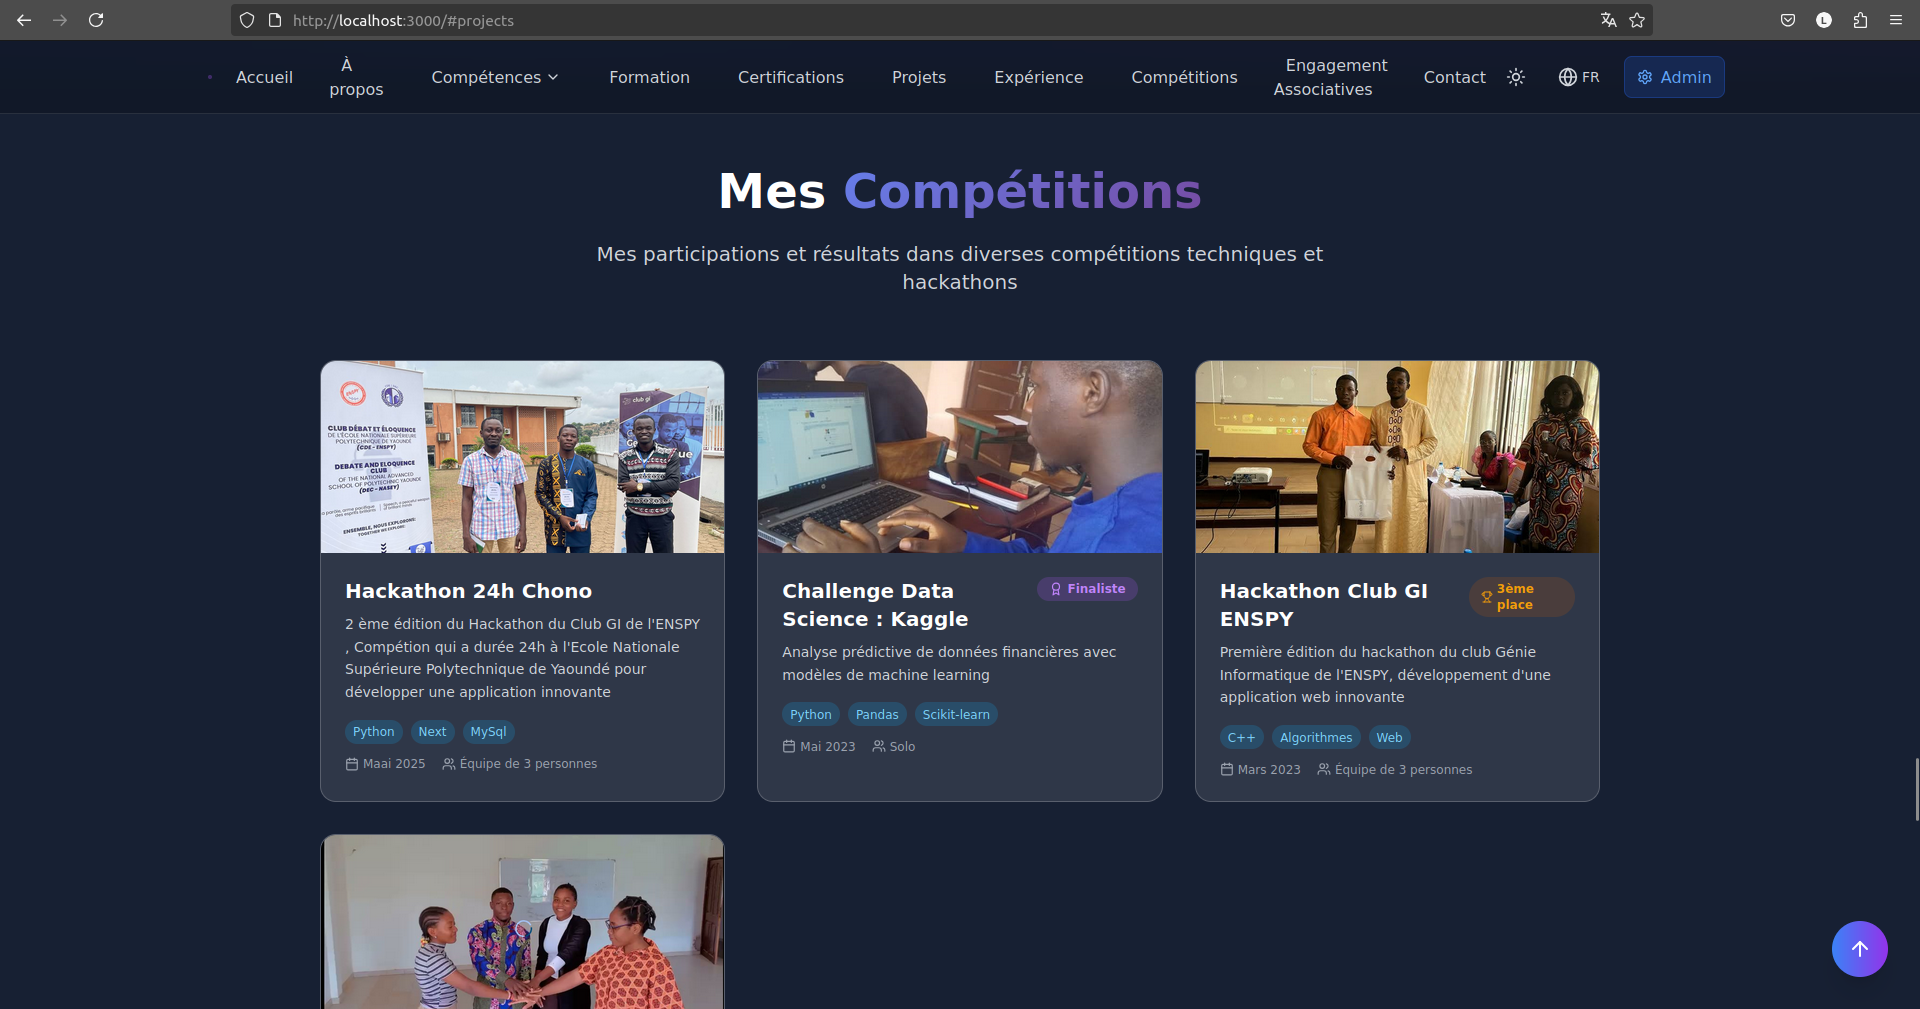 http://localhost:3000/#projects
L
Accueil
À
propos
Compétences
Formation
Certifications
Projets
Expérience
Compétitions
Engagement
Associatives
Contact
FR
Admin
Mes Compétitions
Mes participations et résultats dans diverses compétitions techniques et
hackathons
CLUB DÉBAT ET ÉLOQUENCE
DE L'ÉCOLE NATIONALE SUPÉRIEURE
POLYTECHNIQUE DE YAOUNDÉ
(CDE - ENSPY)
DEBATE AND ELOQUENCE
CLUB
OF THE NATIONAL ADVANCED
SCHOOL OF POLYTECHNIC YAOUNDE
(DEC - NASEY)
ENSEMBLE, NOUS EXPLORONS:
TOGETHER WE EXPLORE:
club gi
Hackathon 24h Chono
2 ème édition du Hackathon du Club GI de l'ENSPY
, Compétion qui a durée 24h à l'Ecole Nationale
Supérieure Polytechnique de Yaoundé pour
développer une application innovante
Python
Next
MySql
Maai 2025
Équipe de 3 personnes
Challenge Data
Science : Kaggle
Finaliste
Analyse prédictive de données financières avec
modèles de machine learning
Python
Pandas
Scikit-learn
Mai 2023
Solo
Hackathon Club GI
ENSPY
3ème
place
Première édition du hackathon du club Génie
Informatique de l'ENSPY, développement d'une
application web innovante
C++
Algorithmes
Web
Mars 2023
Équipe de 3 personnes